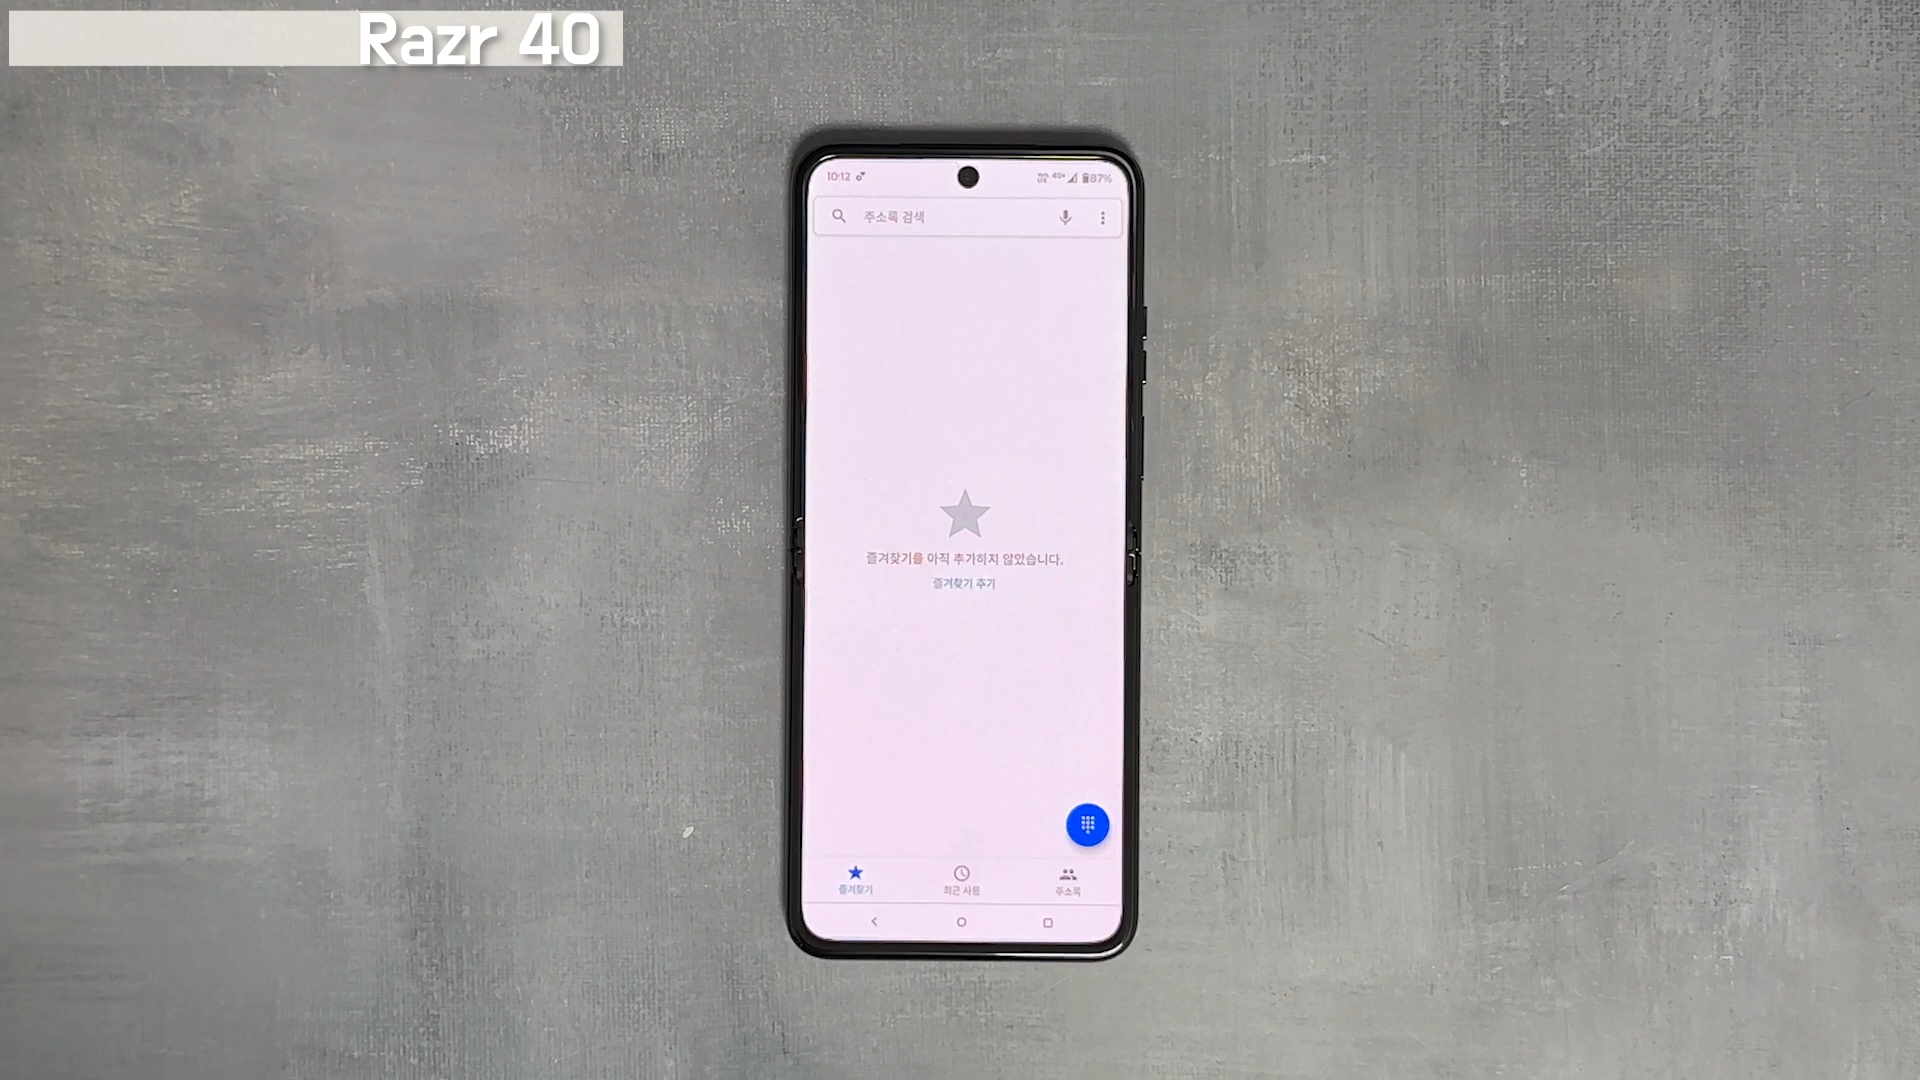 Razr 40
10:12
4G+ 87%
주소록 검색
즐겨찾기를 아직 추가하지 않았습니다.
즐겨찾기 추가
즐겨찾기 최근 사용 주소록